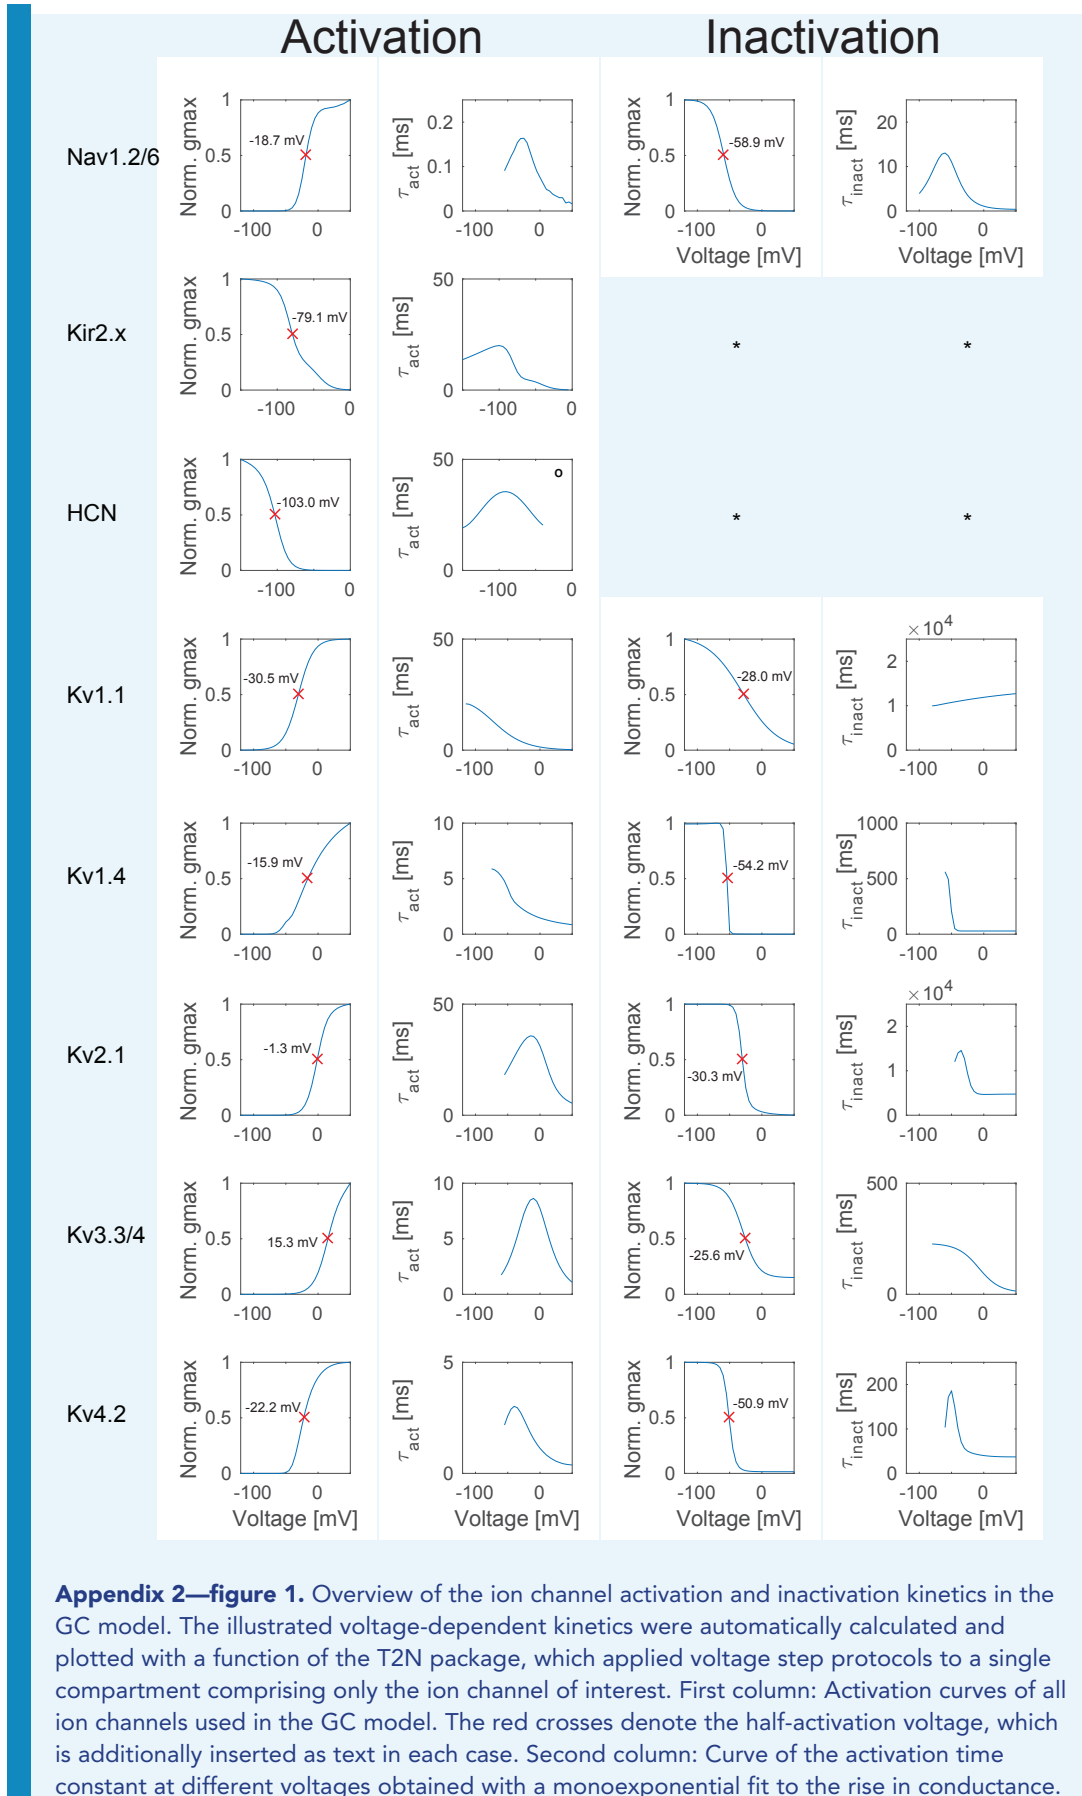 Activation Inactivation
Nav1.2/6
Norm. gmax
1
0.5
0
-18.7 mV
-100 0
τact [ms]
0.2
0.1
0
-100 0
Norm. gmax
1
0.5
0
-58.9 mV
-100 0
Voltage [mV]
τinact [ms]
20
10
0
-100 0
Voltage [mV]
Kir2.x
Norm. gmax
1
0.5
0
-79.1 mV
-100 0
τact [ms]
50
0
-100 0
* *
HCN
Norm. gmax
1
0.5
0
-103.0 mV
-100 0
τact [ms]
50
0
o
-100 0
* *
Kv1.1
Norm. gmax
1
0.5
0
-30.5 mV
-100 0
τact [ms]
50
0
-100 0
Norm. gmax
1
0.5
0
-28.0 mV
-100 0
τinact [ms]
×10^4
2
1
0
-100 0
Kv1.4
Norm. gmax
1
0.5
0
-15.9 mV
-100 0
τact [ms]
10
5
0
-100 0
Norm. gmax
1
0.5
0
-54.2 mV
-100 0
τinact [ms]
1000
500
0
-100 0
Kv2.1
Norm. gmax
1
0.5
0
-1.3 mV
-100 0
τact [ms]
50
0
-100 0
Norm. gmax
1
0.5
0
-30.3 mV
-100 0
τinact [ms]
×10^4
2
1
0
-100 0
Kv3.3/4
Norm. gmax
1
0.5
0
15.3 mV
-100 0
τact [ms]
10
5
0
-100 0
Norm. gmax
1
0.5
0
-25.6 mV
-100 0
τinact [ms]
500
0
-100 0
Kv4.2
Norm. gmax
1
0.5
0
-22.2 mV
-100 0
Voltage [mV]
τact [ms]
5
0
-100 0
Voltage [mV]
Norm. gmax
1
0.5
0
-50.9 mV
-100 0
Voltage [mV]
τinact [ms]
200
100
0
-100 0
Voltage [mV]
Appendix 2—figure 1. Overview of the ion channel activation and inactivation kinetics in the
GC model. The illustrated voltage-dependent kinetics were automatically calculated and
plotted with a function of the T2N package, which applied voltage step protocols to a single
compartment comprising only the ion channel of interest. First column: Activation curves of all
ion channels used in the GC model. The red crosses denote the half-activation voltage, which
is additionally inserted as text in each case. Second column: Curve of the activation time
constant at different voltages obtained with a monoexponential fit to the rise in conductance.